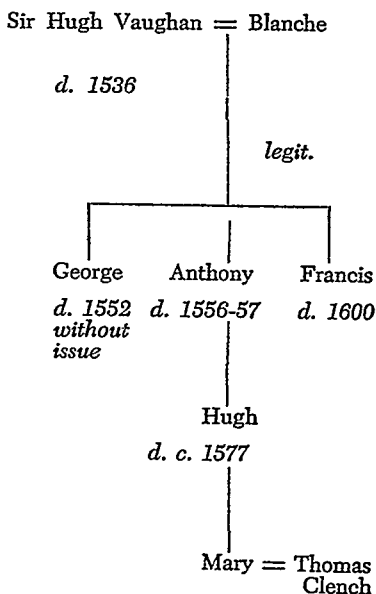 Sir Hugh Vaughan = Blanche
d. 1536
legit.
George Anthony Francis
d. 1552 d. 1556-57 d. 1600
without
issue
Hugh
d. c. 1577
Mary = Thomas
Clench